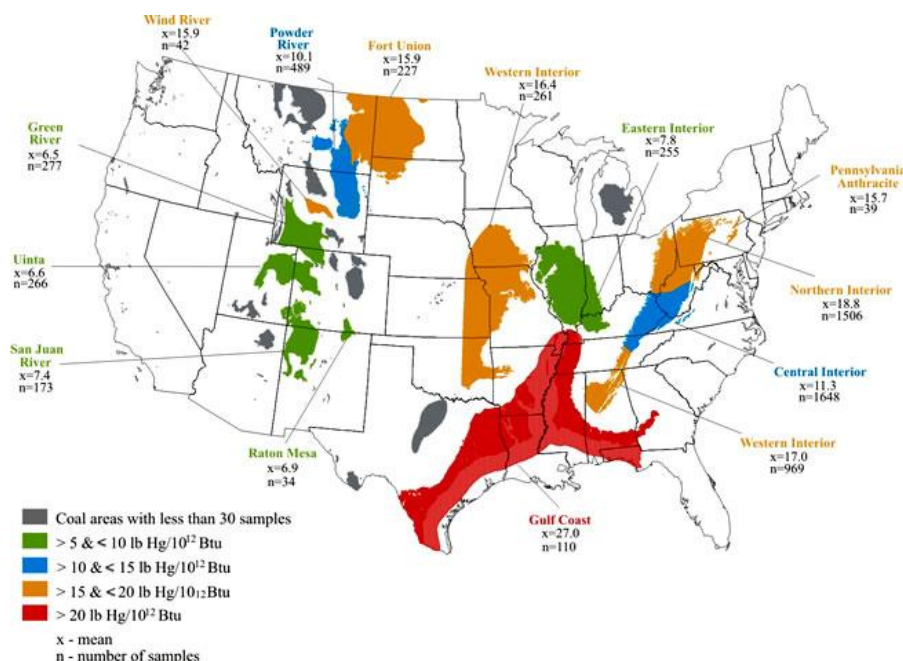 Wind River
x=15.9
n=42
Powder
River
x=10.1
n=489
Fort Union
x=15.9
n=227
Western Interior
x=16.4
n=261
Green
River
x=6.5
n=277
Eastern Interior
x=7.8
n=255
Pennsylvania
Anthracite
x=15.7
n=39
Uinta
x=6.6
n=266
Northern Interior
x=18.8
n=1506
San Juan
River
x=7.4
n=173
Central Interior
x=11.3
n=1648
Raton Mesa
x=6.9
n=34
Western Interior
x=17.0
n=969
Gulf Coast
x=27.0
n=110
Coal areas with less than 30 samples
> 5 & < 10 lb Hg/10¹² Btu
> 10 & < 15 lb Hg/10¹² Btu
> 15 & < 20 lb Hg/10₁₂ Btu
> 20 lb Hg/10¹² Btu
x - mean
n - number of samples